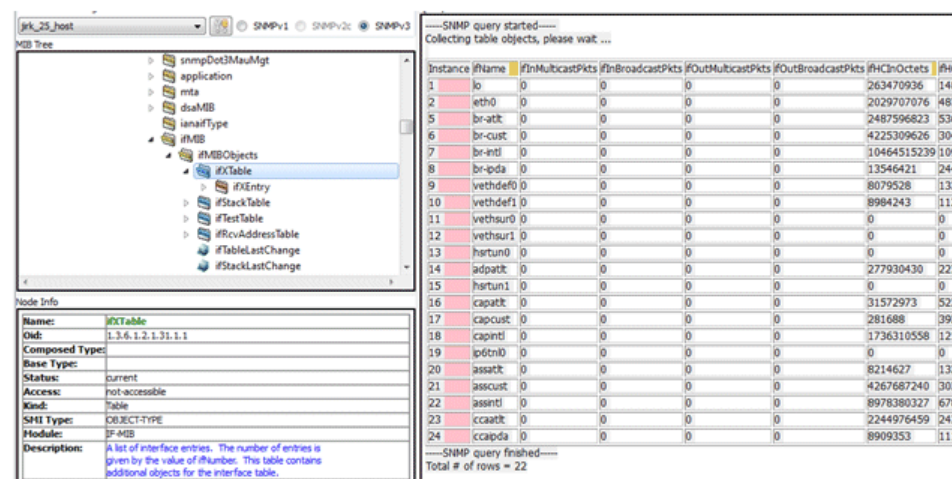 jirk_25_host SNMPv1 SNMPv2c SNMPv3
MIB Tree
snmpDot3MauMgt
application
mta
dsaMIB
ianaifType
ifMIB
ifMIBObjects
ifXTable
ifXEntry
ifStackTable
ifTestTable
ifRcvAddressTable
ifTableLastChange
ifStackLastChange
Node Info
Name: ifXTable
Oid: 1.3.6.1.2.1.31.1.1
Composed Type:
Base Type:
Status: current
Access: not-accessible
Kind: Table
SMI Type: OBJECT-TYPE
Module: IF-MIB
Description: A list of interface entries. The number of entries is
given by the value of ifNumber. This table contains
additional objects for the interface table.
-----SNMP query started-----
Collecting table objects, please wait ...
Instance ifName ifInMulticastPkts ifInBroadcastPkts ifOutMulticastPkts ifOutBroadcastPkts ifHCInOctets
1 lo 0 0 0 0 263470936
2 eth0 0 0 0 0 2029707076
5 br-atlt 0 0 0 0 2487596823
6 br-cust 0 0 0 0 4225309626
7 br-intl 0 0 0 0 10464515239
8 br-ipda 0 0 0 0 13546421
9 vethdef0 0 0 0 0 8079528
10 vethdef1 0 0 0 0 8984243
11 vethsur0 0 0 0 0 0 0
12 vethsur1 0 0 0 0 0 0
13 hsrtun0 0 0 0 0 0 0
14 adpatlt 0 0 0 0 277930430
15 hsrtun1 0 0 0 0 0 0
16 capatlt 0 0 0 0 31572973
17 capcust 0 0 0 0 281688
18 capintl 0 0 0 0 1736310558
19 ip6tnl0 0 0 0 0 0 0
20 assatlt 0 0 0 0 8214627
21 asscust 0 0 0 0 4267687240
22 assintl 0 0 0 0 8978380327
23 ccaatlt 0 0 0 0 2244976459
24 ccaipda 0 0 0 0 8909353
-----SNMP query finished-----
Total # of rows = 22